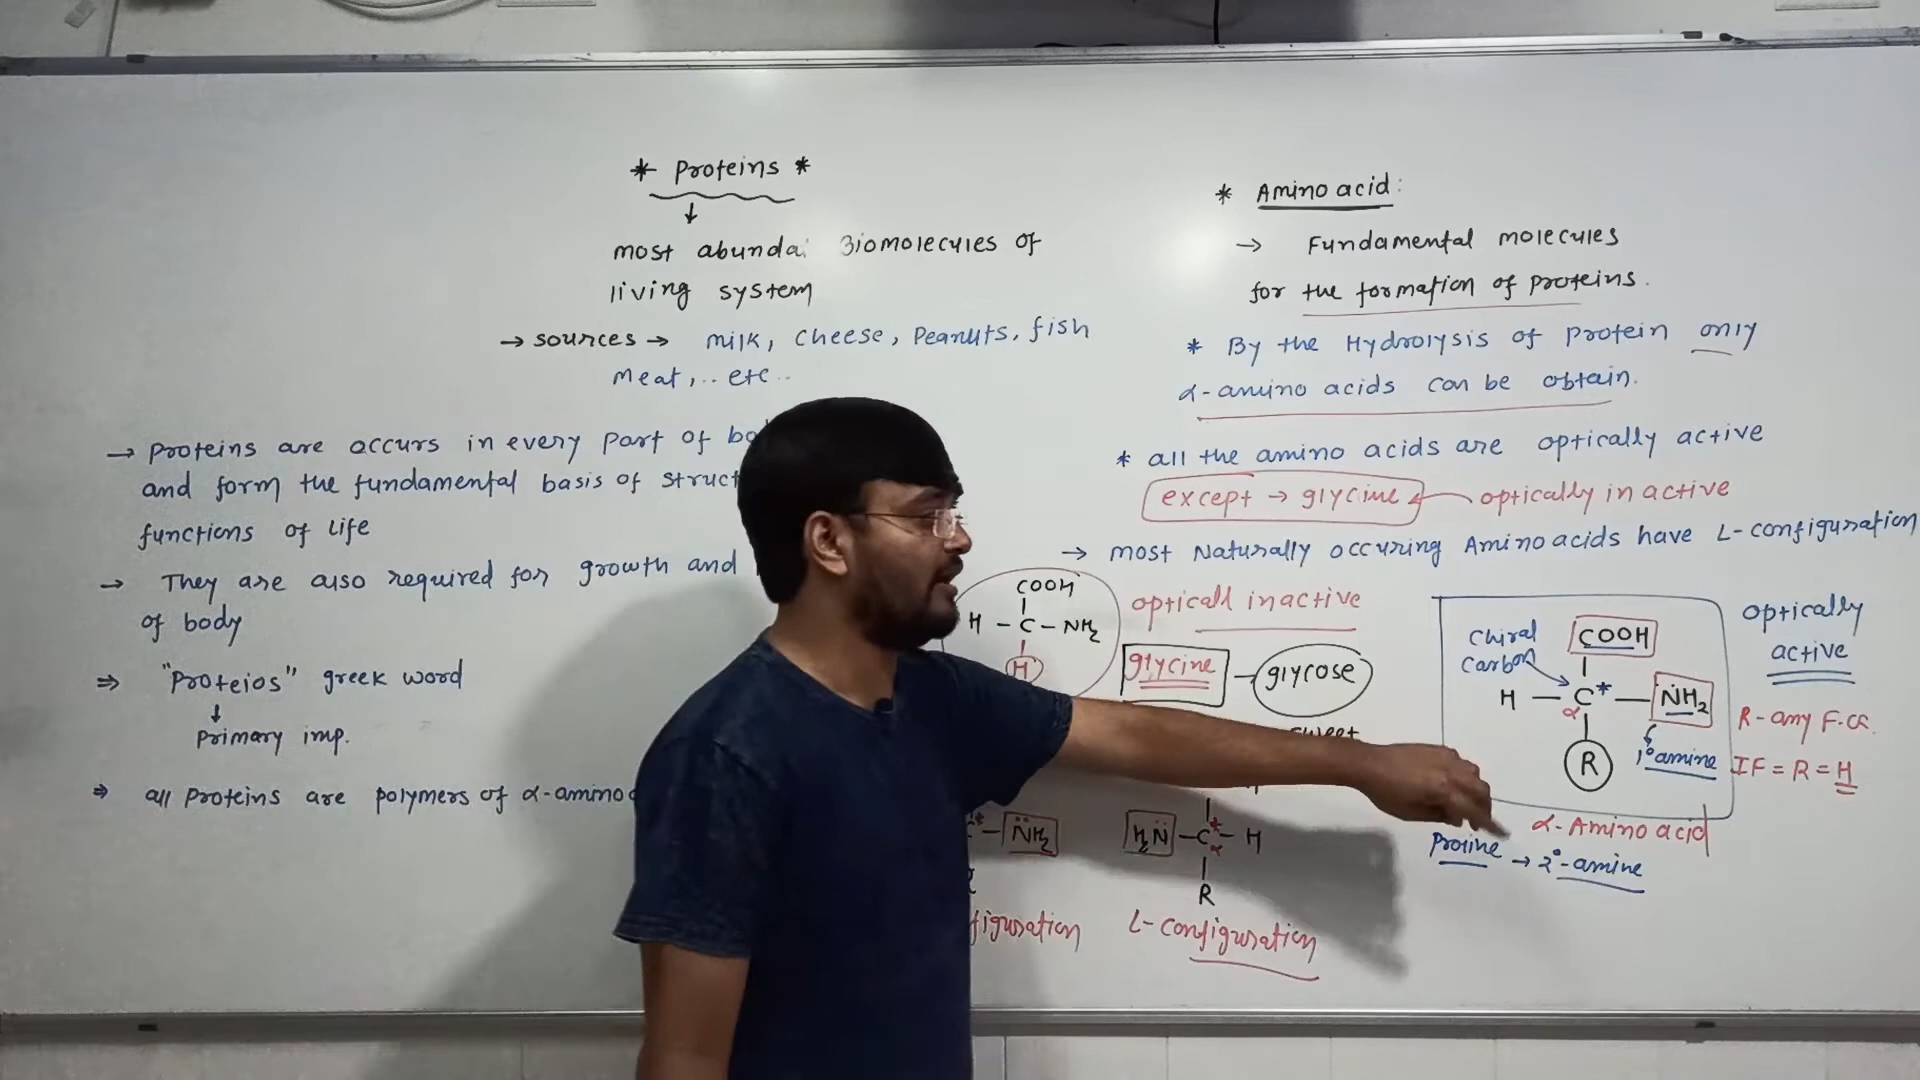 * Proteins *
↓
most abunda Biomolecules of
living system
→ sources → milk, cheese, Peanuts, fish
meat,.. etc..
→ Proteins are occurs in every part of bo
and form the fundamental basis of struct
functions of life
→ They are also required for growth and
of body
⇒ "Proteios" greek word
↓
Primary imp.
⇒ all Proteins are polymers of α-amino
* Amino acid:
→ Fundamental molecules
for the formation of proteins.
* By the Hydrolysis of Protein only
α-amino acids can be obtain.
* all the amino acids are optically active
except → glycine ← optically inactive
→ most Naturally occuring Aminoacids have L-configuration
COOH
H - C - NH2
H
opticall inactive
glycine - glycose
sweet
C* - N̈H2
figuration
H2N̈ - C* - H
α
R
L-configuration
Chiral
Carbon
COOH
H - C* - N̈H2
α
R
1° amine
α-Amino acid
Proline → 2°-amine
optically
active
R-any F.G.
IF = R = H